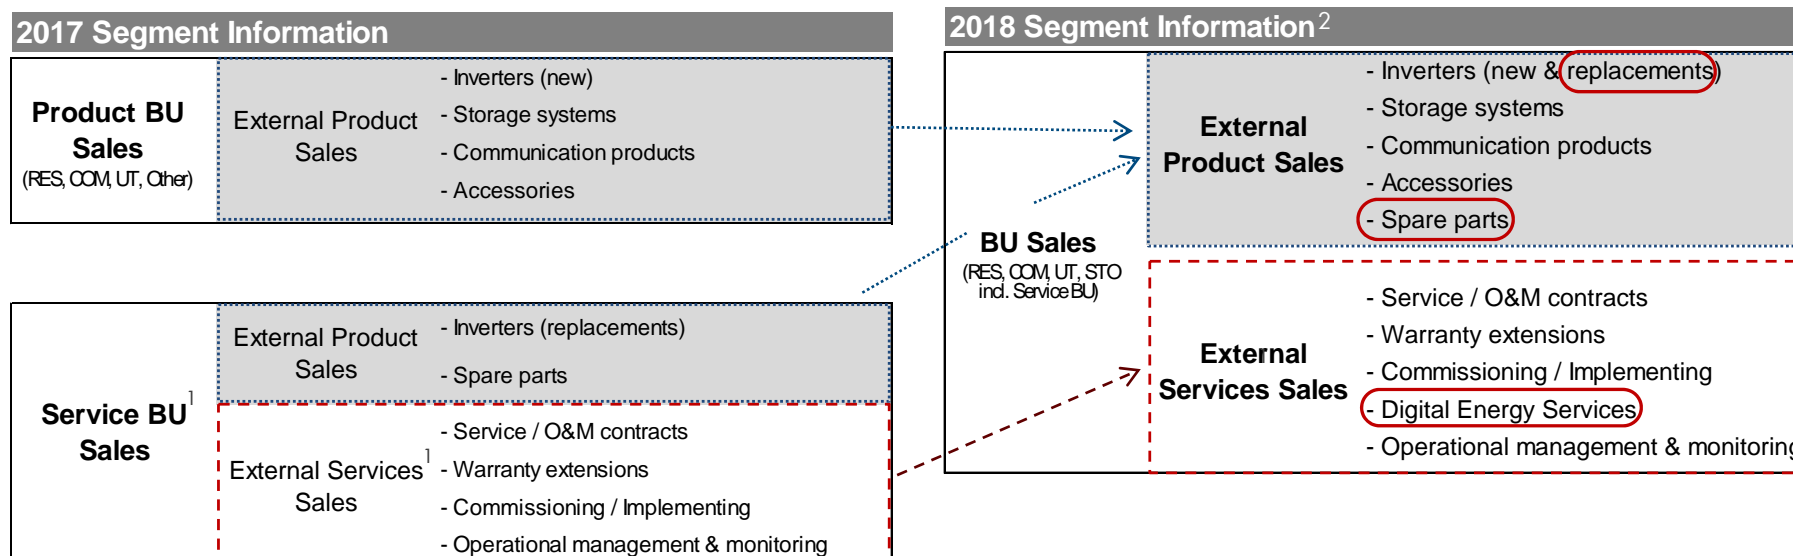 2017 Segment Information
Product BU
Sales
(RES, COM, UT, Other)
External Product
Sales
- Inverters (new)
- Storage systems
- Communication products
- Accessories
Service BU1
Sales
External Product
Sales
- Inverters (replacements)
- Spare parts
External Services1
Sales
- Service / O&M contracts
- Warranty extensions
- Commissioning / Implementing
- Operational management & monitoring
2018 Segment Information2
BU Sales
(RES, COM, UT, STO
incl. Service BU)
External
Product Sales
- Inverters (new & replacements)
- Storage systems
- Communication products
- Accessories
- Spare parts
External
Services Sales
- Service / O&M contracts
- Warranty extensions
- Commissioning / Implementing
- Digital Energy Services
- Operational management & monitoring